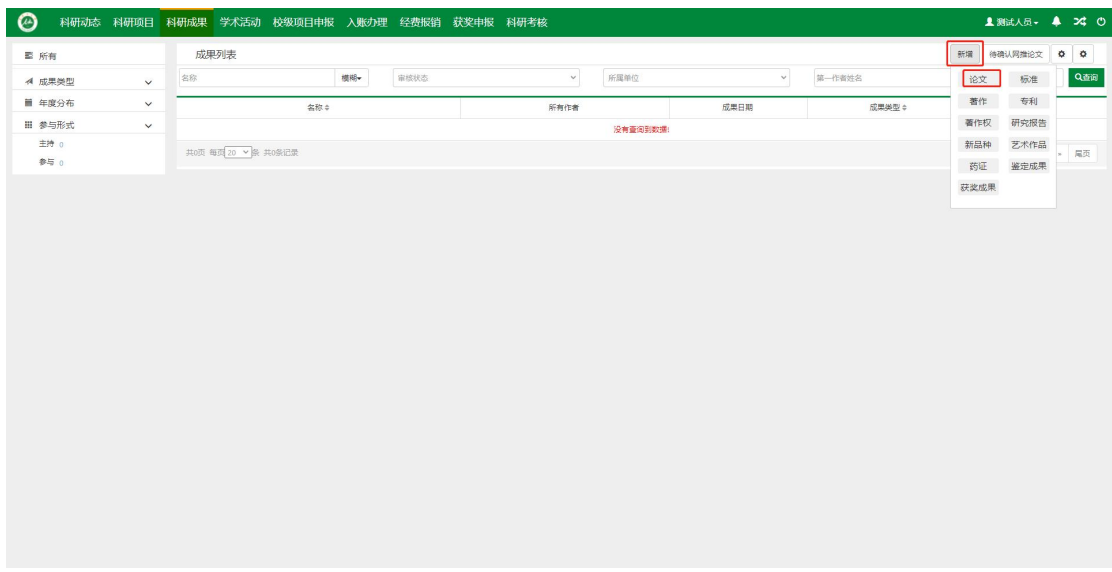 科研动态 科研项目 科研成果 学术活动 校级项目申报 入账办理 经费报销 获奖申报 科研考核 测试人员
所有
成果类型
年度分布
参与形式
主持 0
参与 0
成果列表 新增 待确认网推论文
名称 模糊 审核状态 所属单位 第一作者姓名 查询
名称 所有作者 成果日期 成果类型
没有查询到数据!
共0页 每页 20 条 共0条记录 » 尾页
论文 标准
著作 专利
著作权 研究报告
新品种 艺术作品
药证 鉴定成果
获奖成果